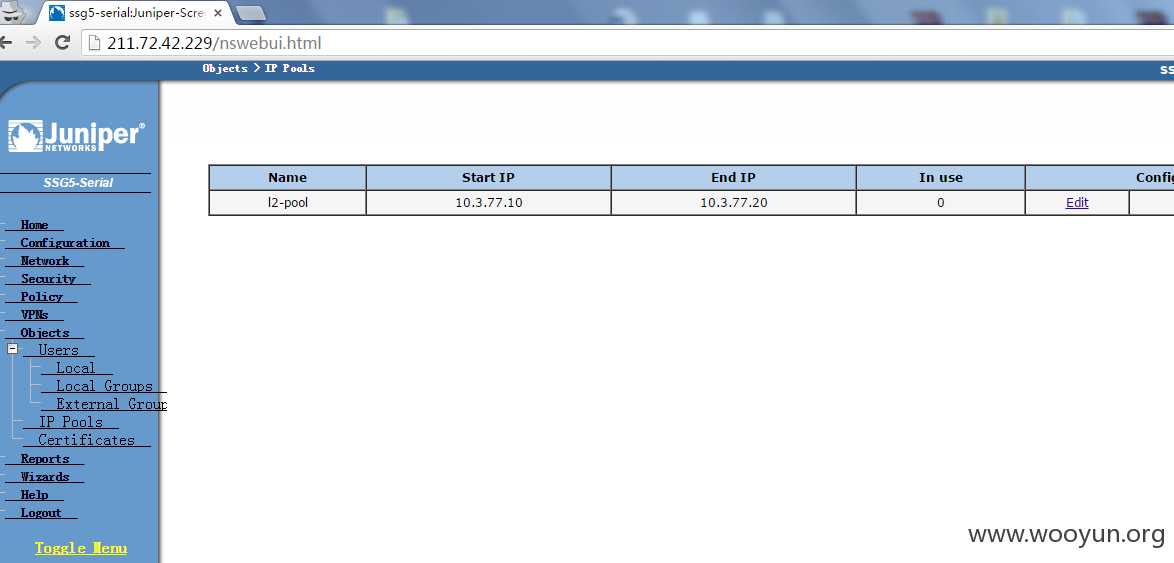 ssg5-serial:Juniper-Scre
211.72.42.229/nswebui.html
Objects > IP Pools
ss
Juniper®
NETWORKS
SSG5-Serial
Home
Configuration
Network
Security
Policy
VPNs
Objects
Users
Local
Local Groups
External Group
IP Pools
Certificates
Reports
Wizards
Help
Logout
Toggle Menu
Name Start IP End IP In use Config
l2-pool 10.3.77.10 10.3.77.20 0 Edit
www.wooyun.org